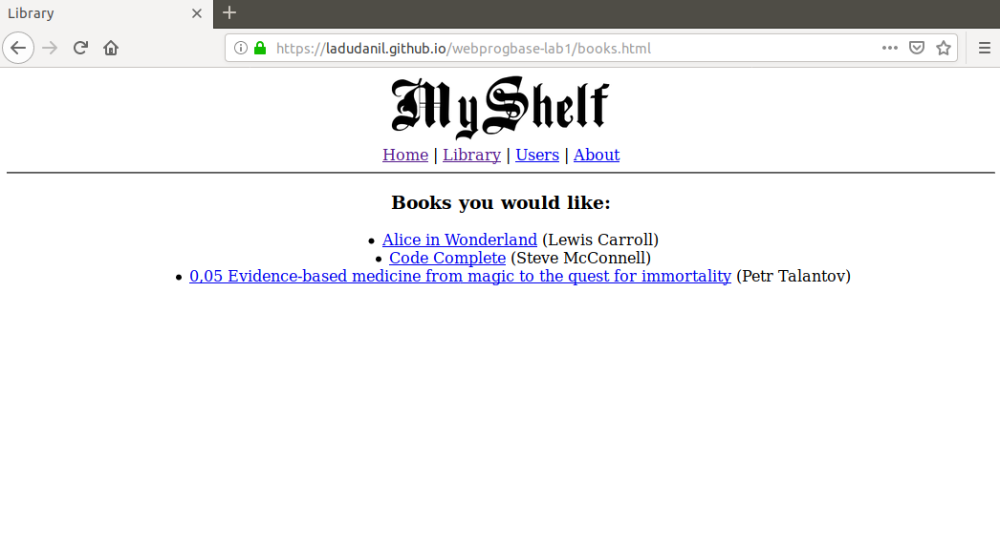 Library
https://ladudanil.github.io/webprogbase-lab1/books.html
MyShelf
Home | Library | Users | About
Books you would like:
• Alice in Wonderland (Lewis Carroll)
• Code Complete (Steve McConnell)
• 0,05 Evidence-based medicine from magic to the quest for immortality (Petr Talantov)